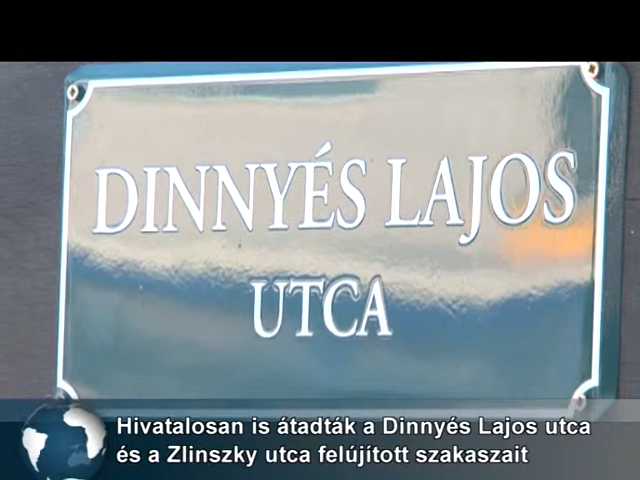 DINNYÉS LAJOS
UTCA
Hivatalosan is átadták a Dinnyés Lajos utca
és a Zlinszky utca felújított szakaszait